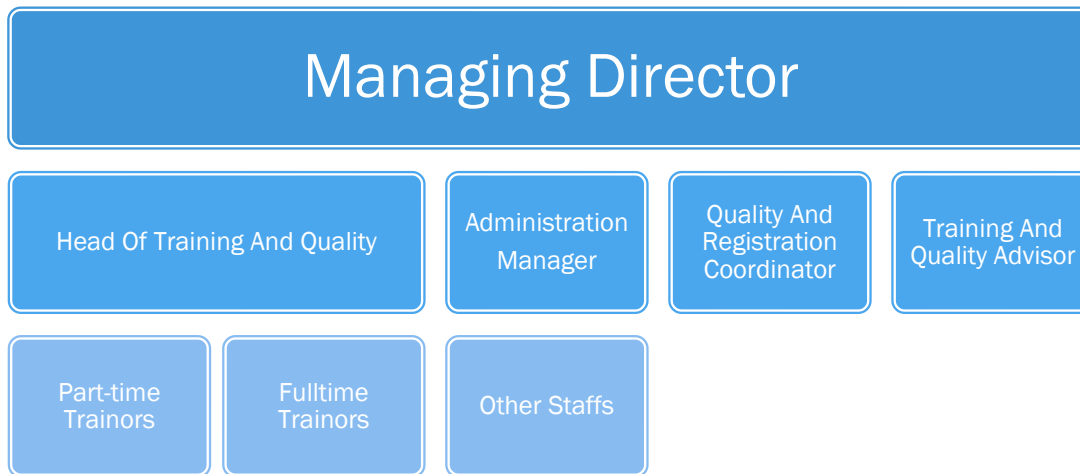 Managing Director
Head Of Training And Quality
Administration
Manager
Quality And
Registration
Coordinator
Training And
Quality Advisor
Part-time
Trainors
Fulltime
Trainors
Other Staffs